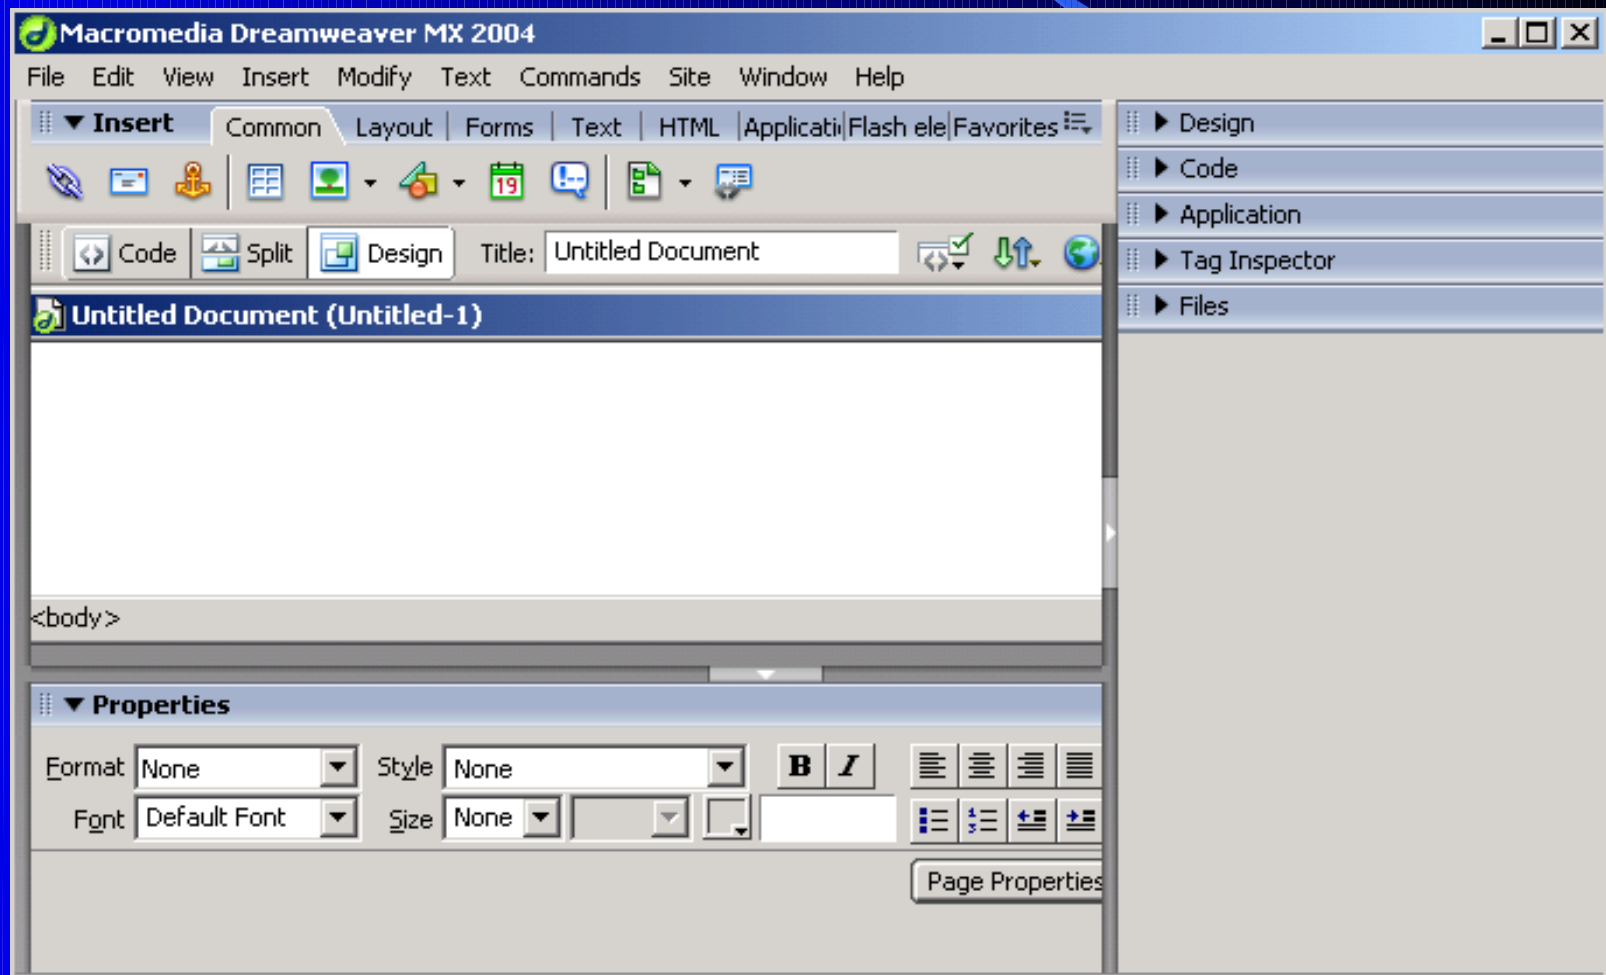 Macromedia Dreamweaver MX 2004
File Edit View Insert Modify Text Commands Site Window Help
Insert Common Layout Forms Text HTML Applicati Flash ele Favorites
19
Code Split Design Title: Untitled Document
Untitled Document (Untitled-1)
<body>
Properties
Format None Style None B I
Font Default Font Size None
Page Properties
Design
Code
Application
Tag Inspector
Files